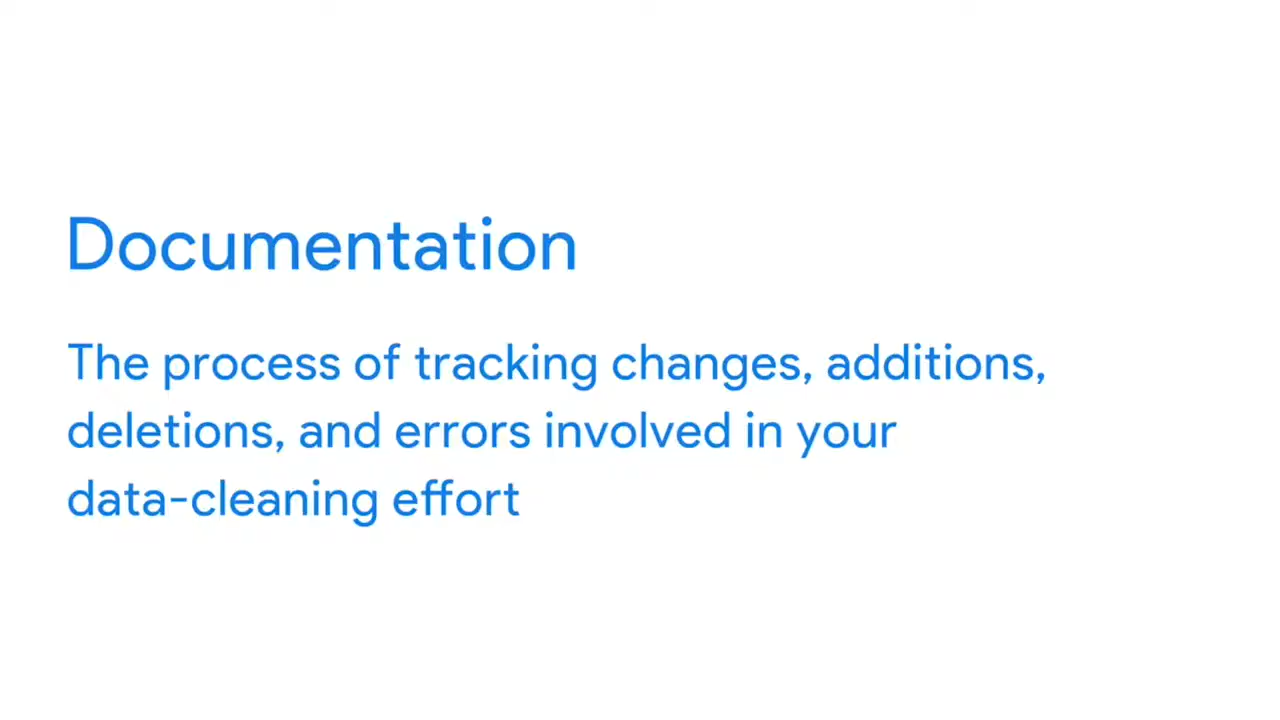 Documentation
The process of tracking changes, additions,
deletions, and errors involved in your
data-cleaning effort